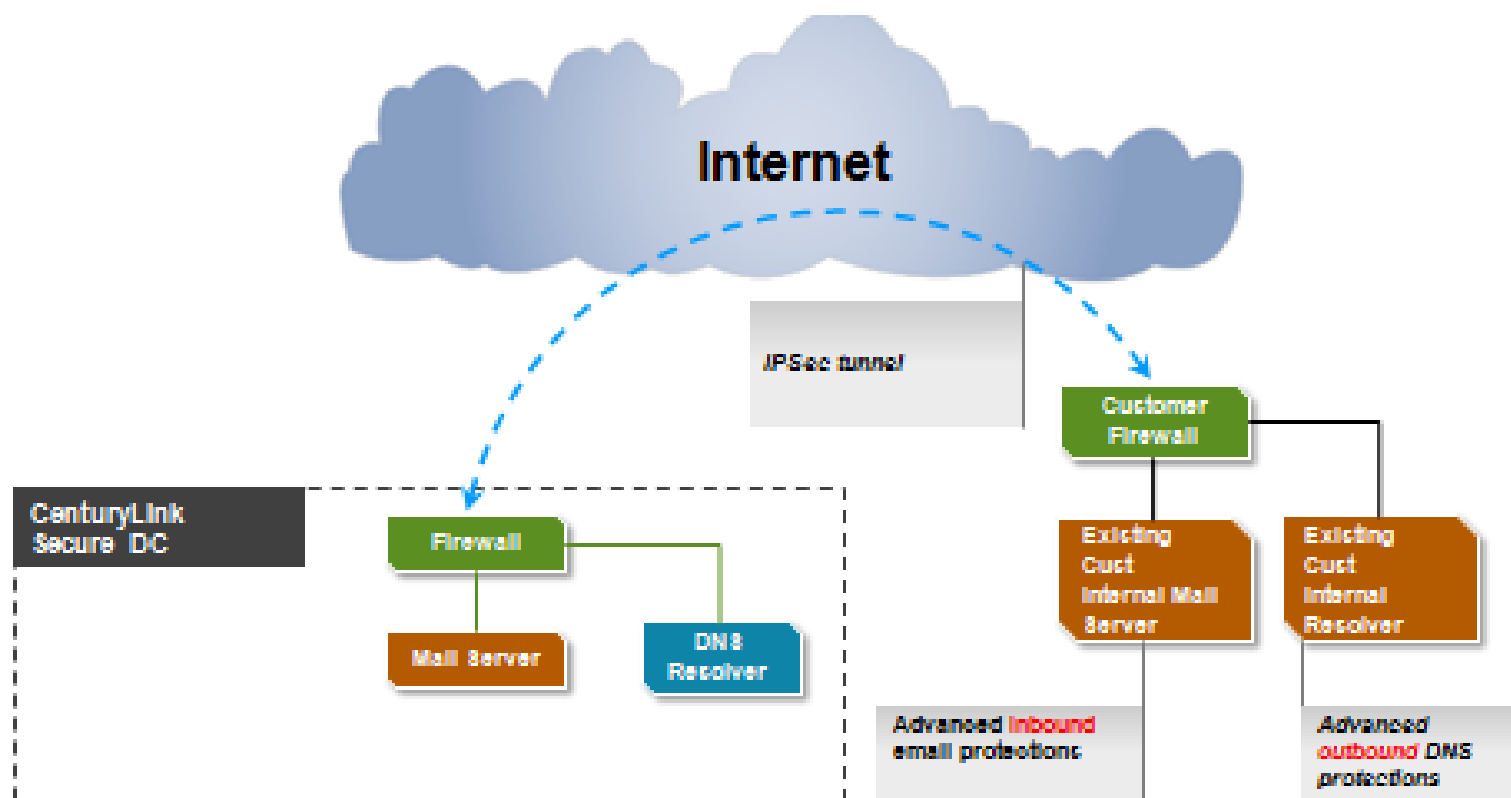 Internet
IPSec tunnel
Customer
Firewall
CenturyLink
Secure DC
Firewall
Mail Server
DNS
Resolver
Existing
Cust
Internal Mail
Server
Existing
Cust
Internal
Resolver
Advanced inbound
email protections
Advanced
outbound DNS
protections